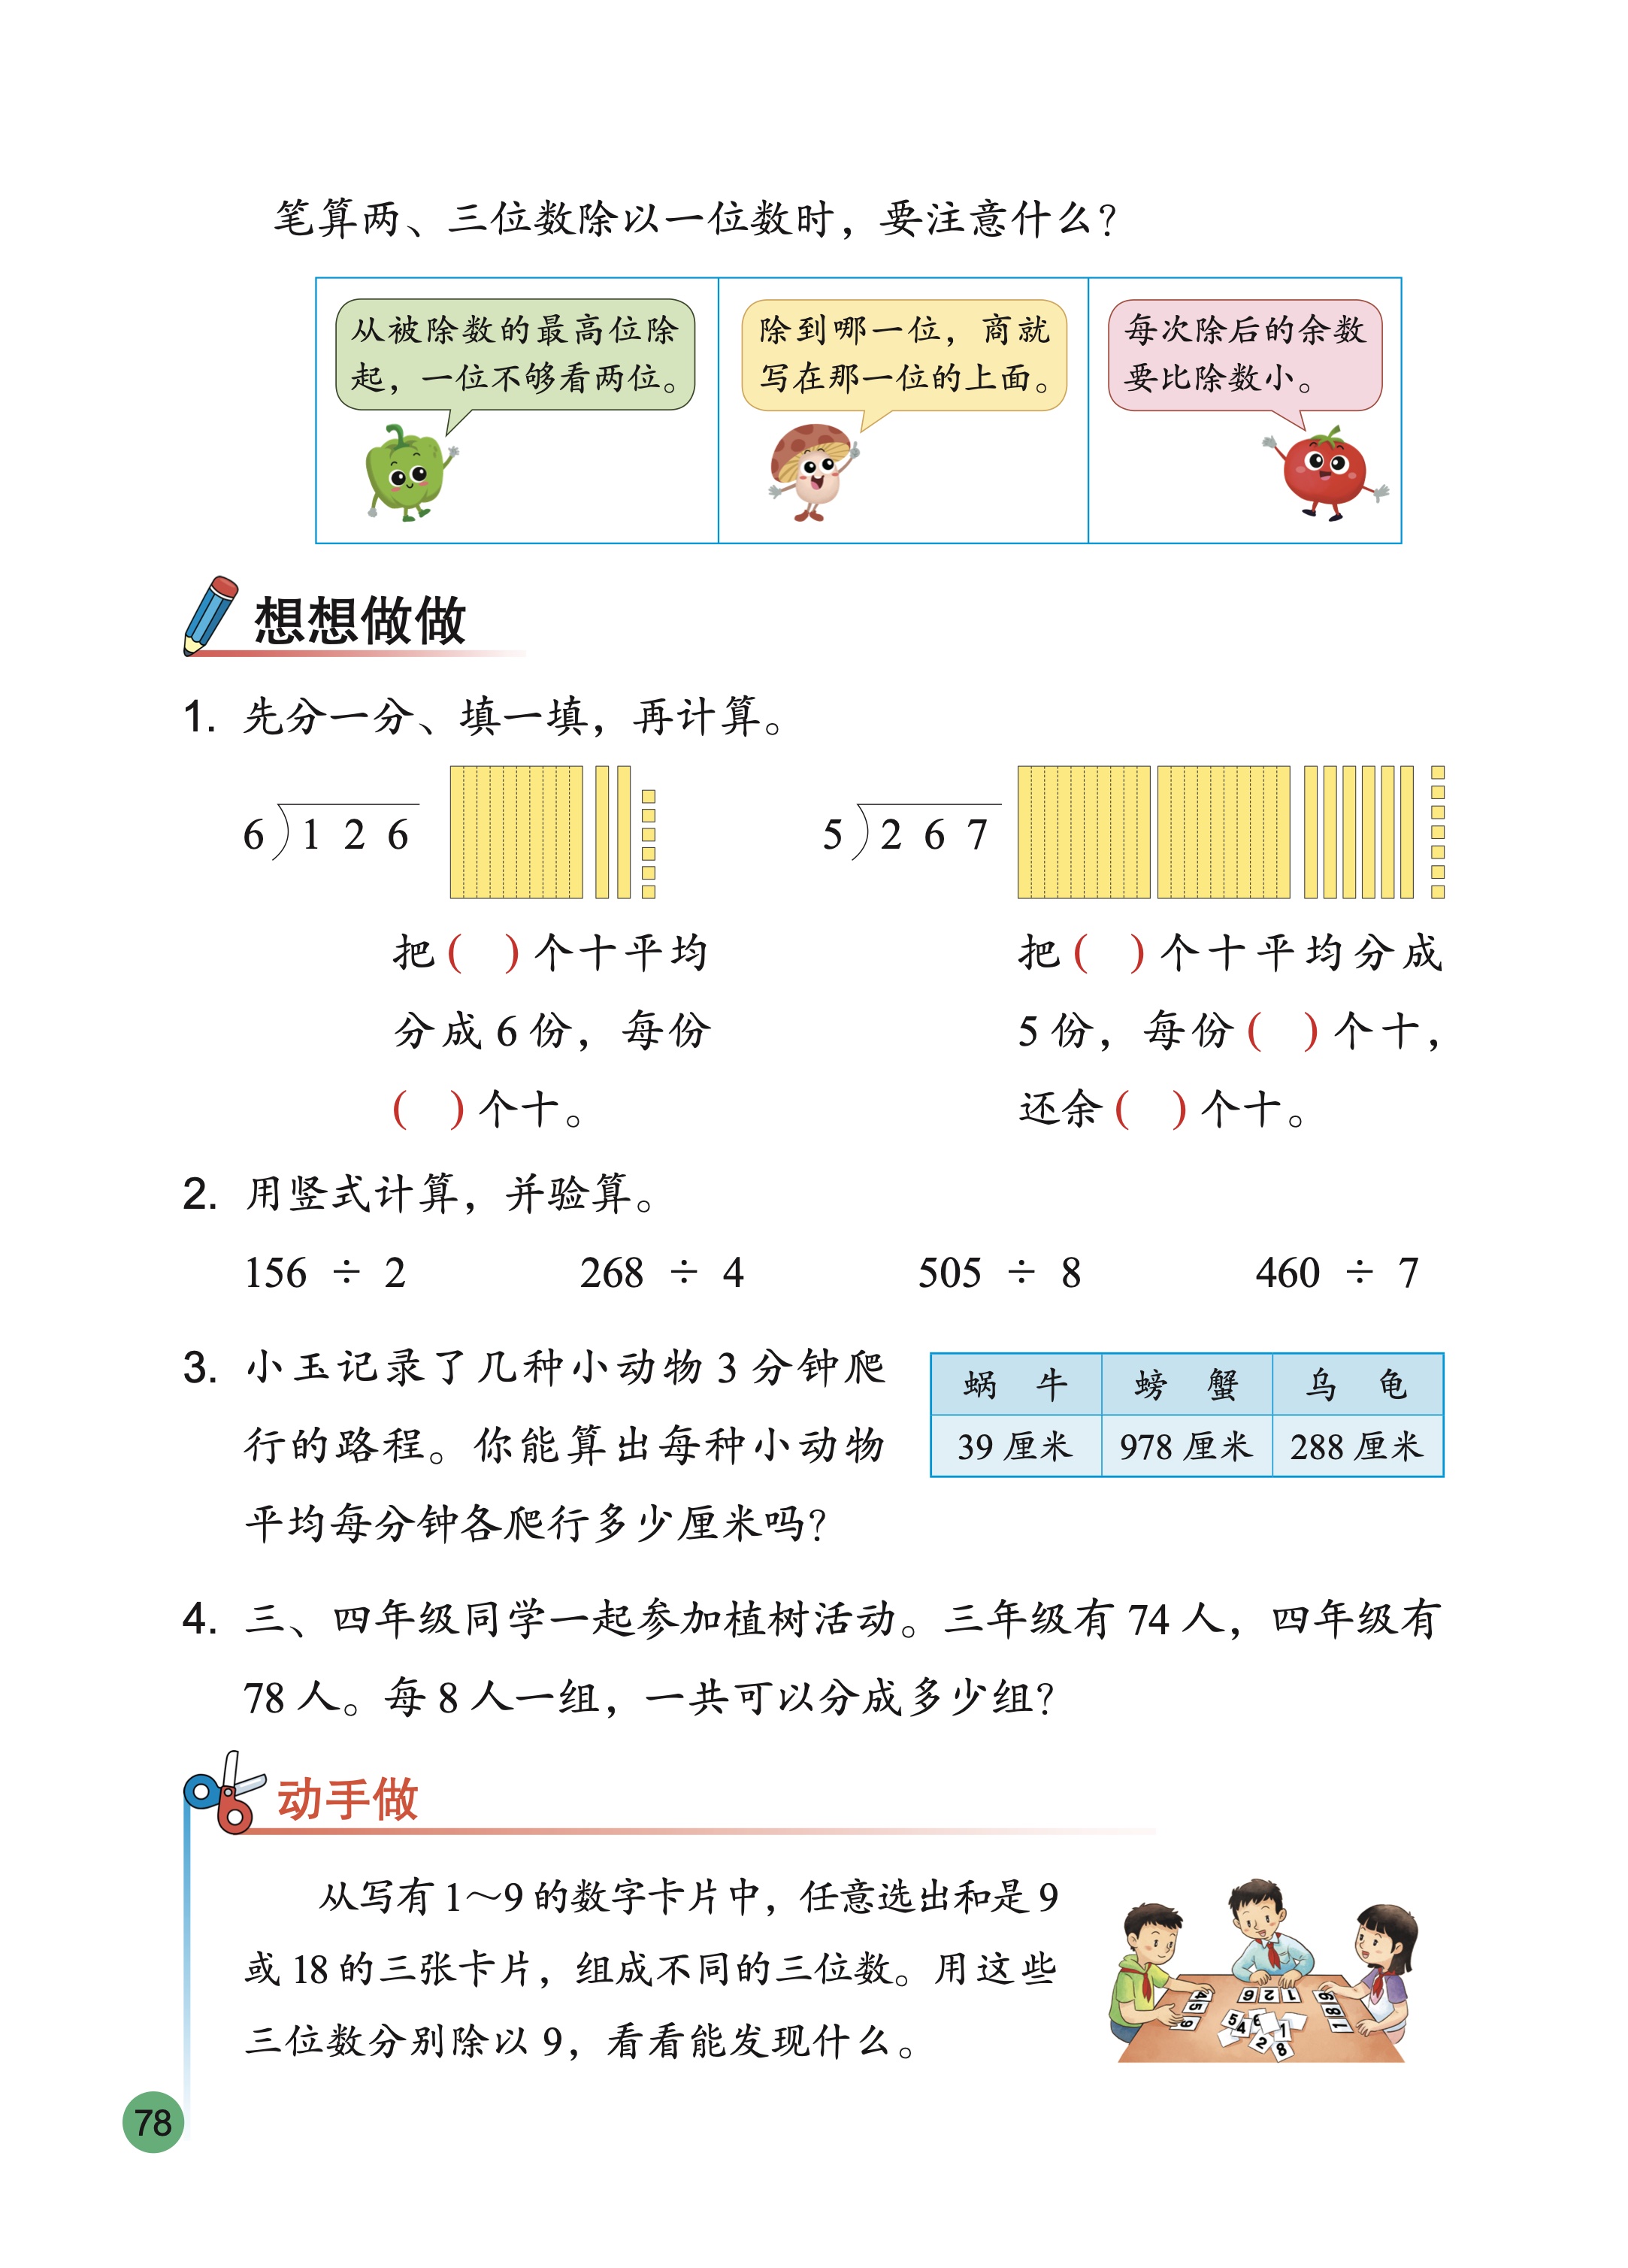 笔算两、三位数除以一位数时，要注意什么？
从被除数的最高位除
起，一位不够看两位。
除到哪一位，商就
写在那一位的上面。
每次除后的余数
要比除数小。
想想做做
1. 先分一分、填一填，再计算。
6 1 2 6
5 2 6 7
把（ ）个十平均
分成 6 份，每份
（ ）个十。
把（ ）个十平均分成
5 份，每份（ ）个十，
还余（ ）个十。
2. 用竖式计算，并验算。
156 ÷ 2 268 ÷ 4 505 ÷ 8 460 ÷ 7
3. 小玉记录了几种小动物 3 分钟爬
行的路程。你能算出每种小动物
平均每分钟各爬行多少厘米吗？
蜗 牛 螃 蟹 乌 龟
39 厘米 978 厘米 288 厘米
4. 三、四年级同学一起参加植树活动。三年级有 74 人，四年级有
78 人。每 8 人一组，一共可以分成多少组？
动手做
从写有 1～9 的数字卡片中，任意选出和是 9
或 18 的三张卡片，组成不同的三位数。用这些
三位数分别除以 9，看看能发现什么。
78